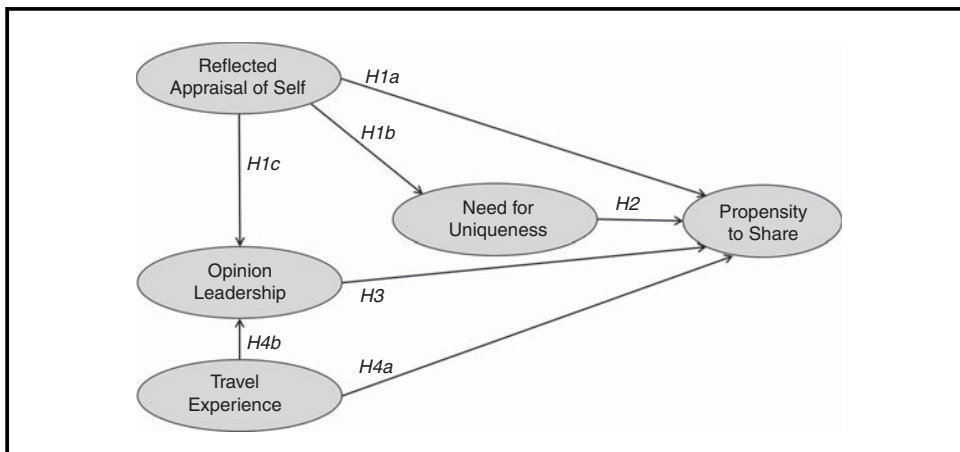 Reflected
Appraisal of Self
H1a
H1b
H1c
Need for
Uniqueness
H2
Propensity
to Share
Opinion
Leadership
H3
H4b
H4a
Travel
Experience